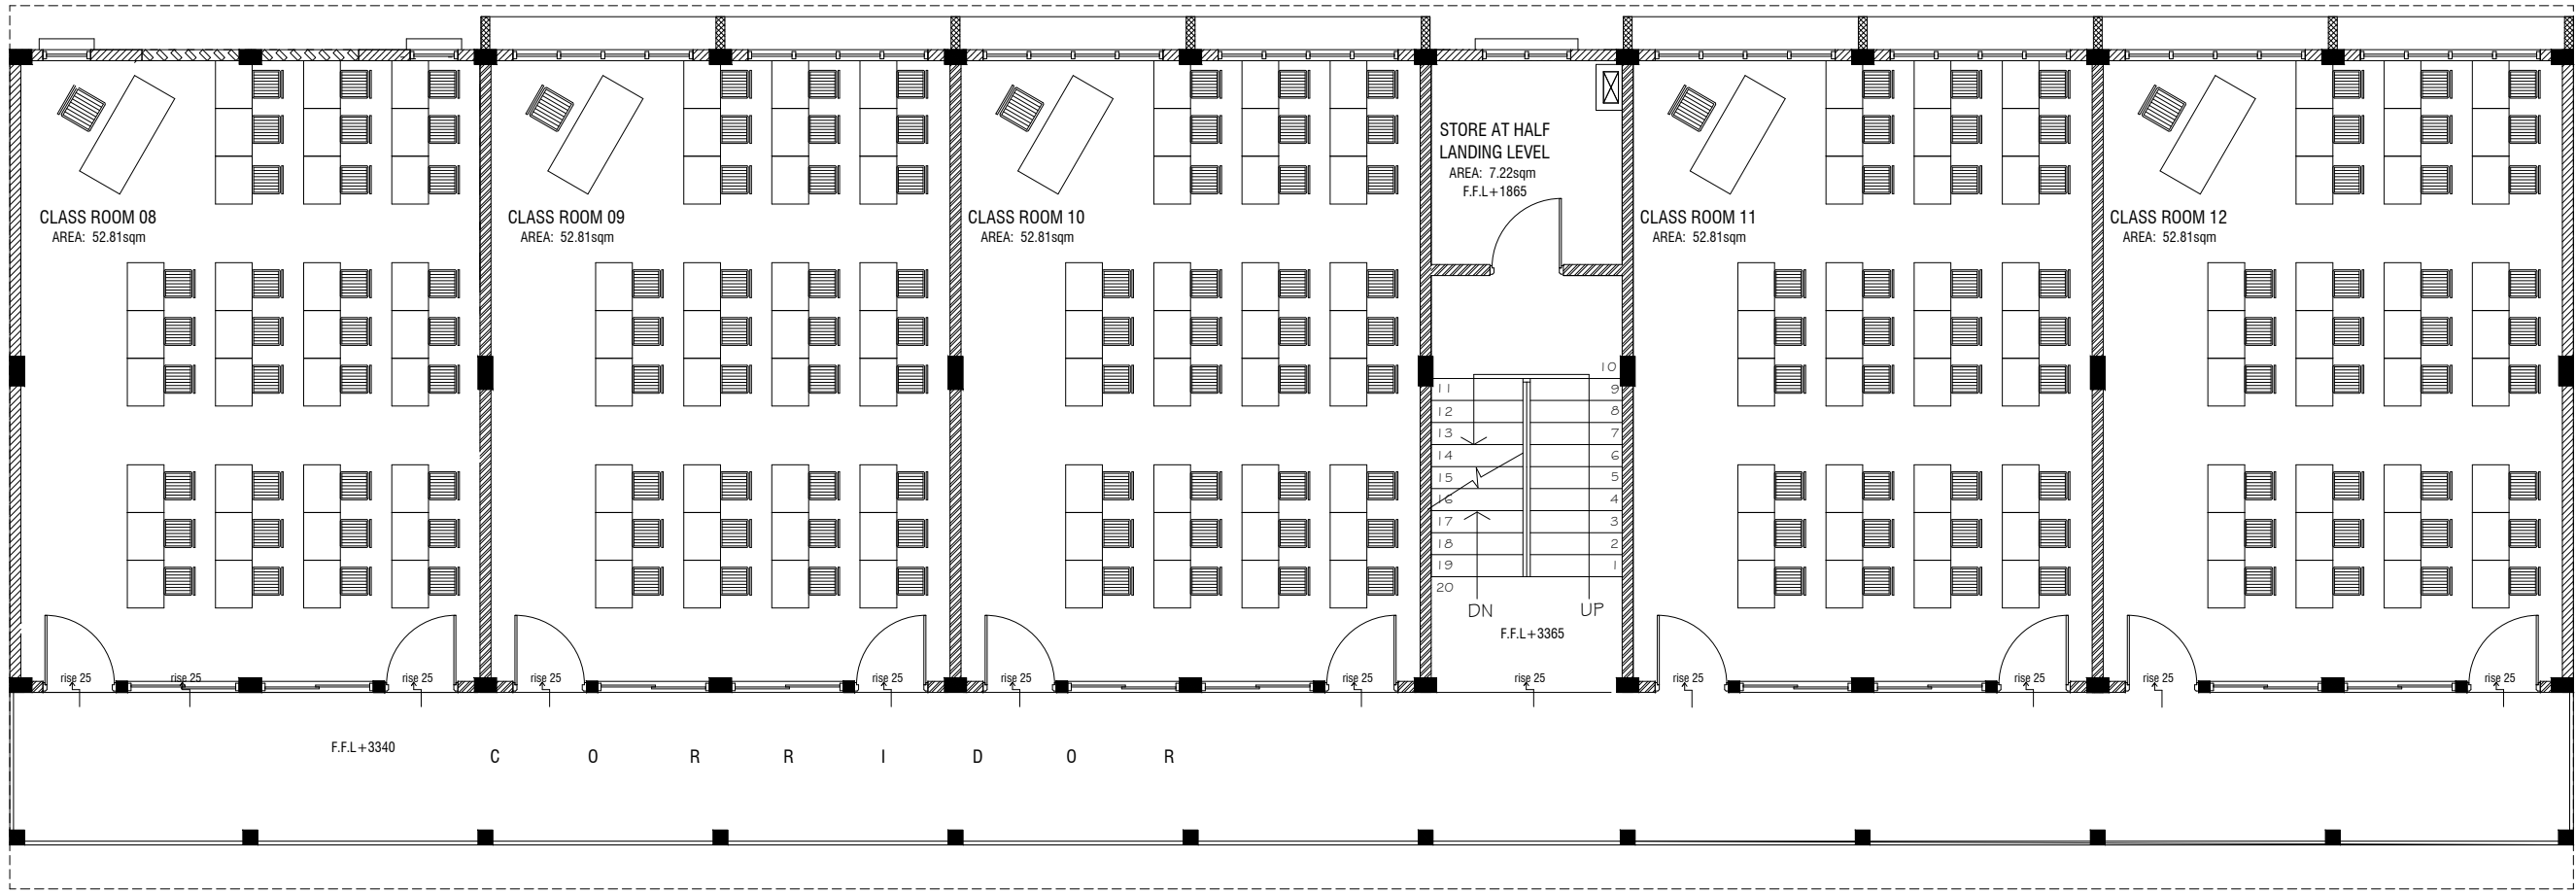 STORE AT HALF
LANDING LEVEL
AREA: 7.22sqm
F.F.L+1865
CLASS ROOM 08
AREA: 52.81sqm
CLASS ROOM 09
AREA: 52.81sqm
CLASS ROOM 10
AREA: 52.81sqm
CLASS ROOM 11
AREA: 52.81sqm
CLASS ROOM 12
AREA: 52.81sqm
10
11 9
12 8
13 7
14 6
15 5
16 4
17 3
18 2
19 1
20
DN UP
F.F.L+3365
rise 25 rise 25 rise 25 rise 25 rise 25 rise 25 rise 25 rise 25 rise 25 rise 25 rise 25 rise 25
F.F.L+3340
C O R R I D O R